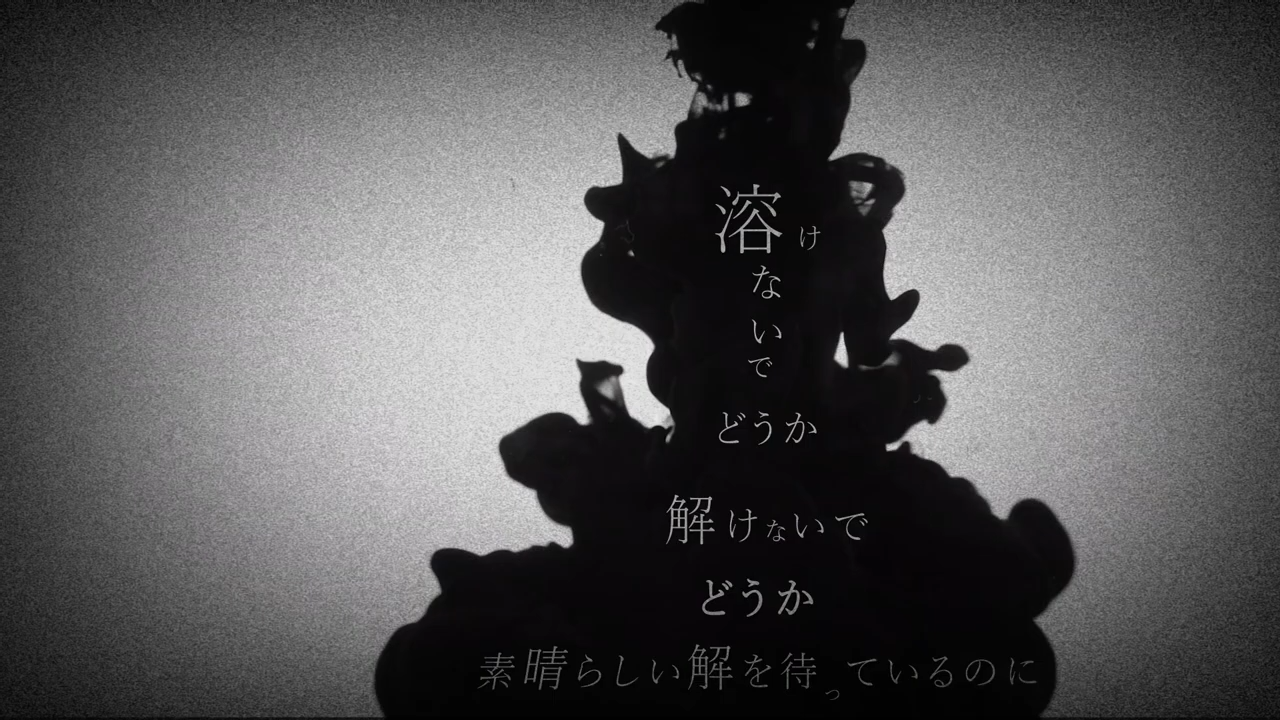 溶けないで
どうか
解けないで
どうか
素晴らしい解を待っているのに